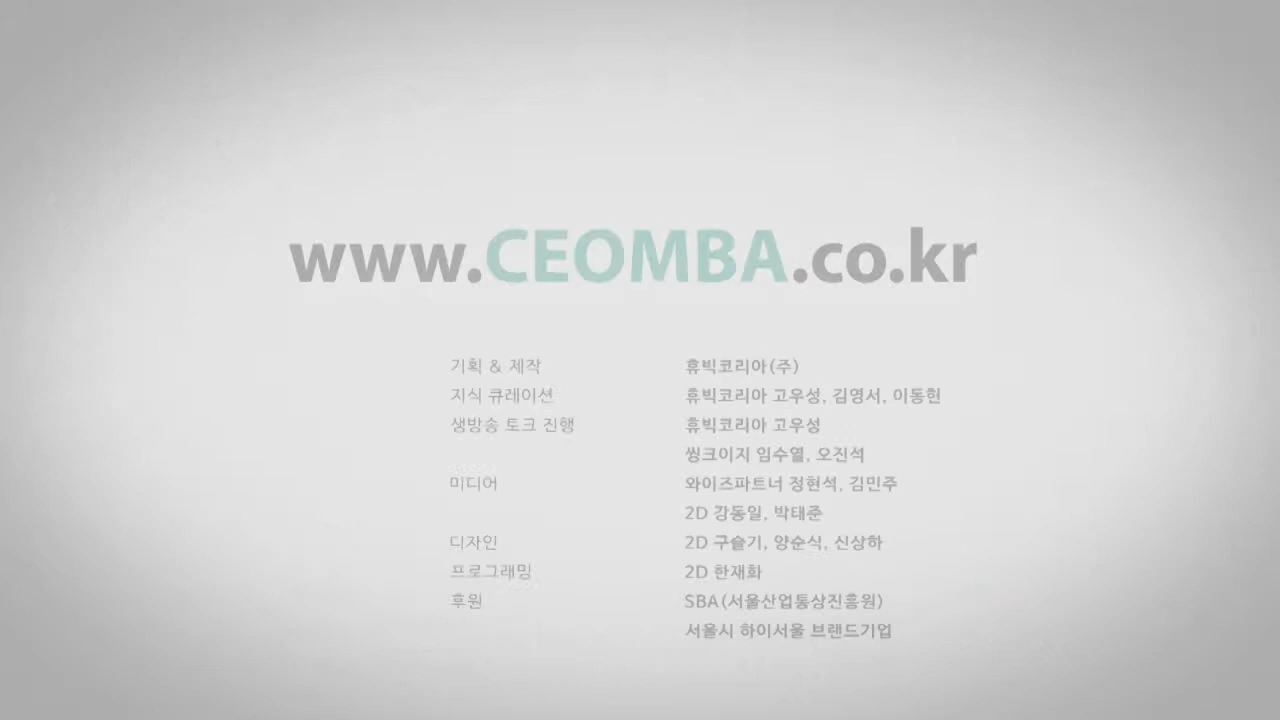 www.CEOMBA.co.kr
기획 & 제작 휴빅코리아(주)
지식 큐레이션 휴빅코리아 고우성, 김영서, 이동현
생방송 토크 진행 휴빅코리아 고우성
씽크이지 임수열, 오진석
미디어 와이즈파트너 정현석, 김민주
2D 강동일, 박태준
디자인 2D 구슬기, 양순식, 신상하
프로그래밍 2D 한재화
후원 SBA(서울산업통상진흥원)
서울시 하이서울 브랜드기업